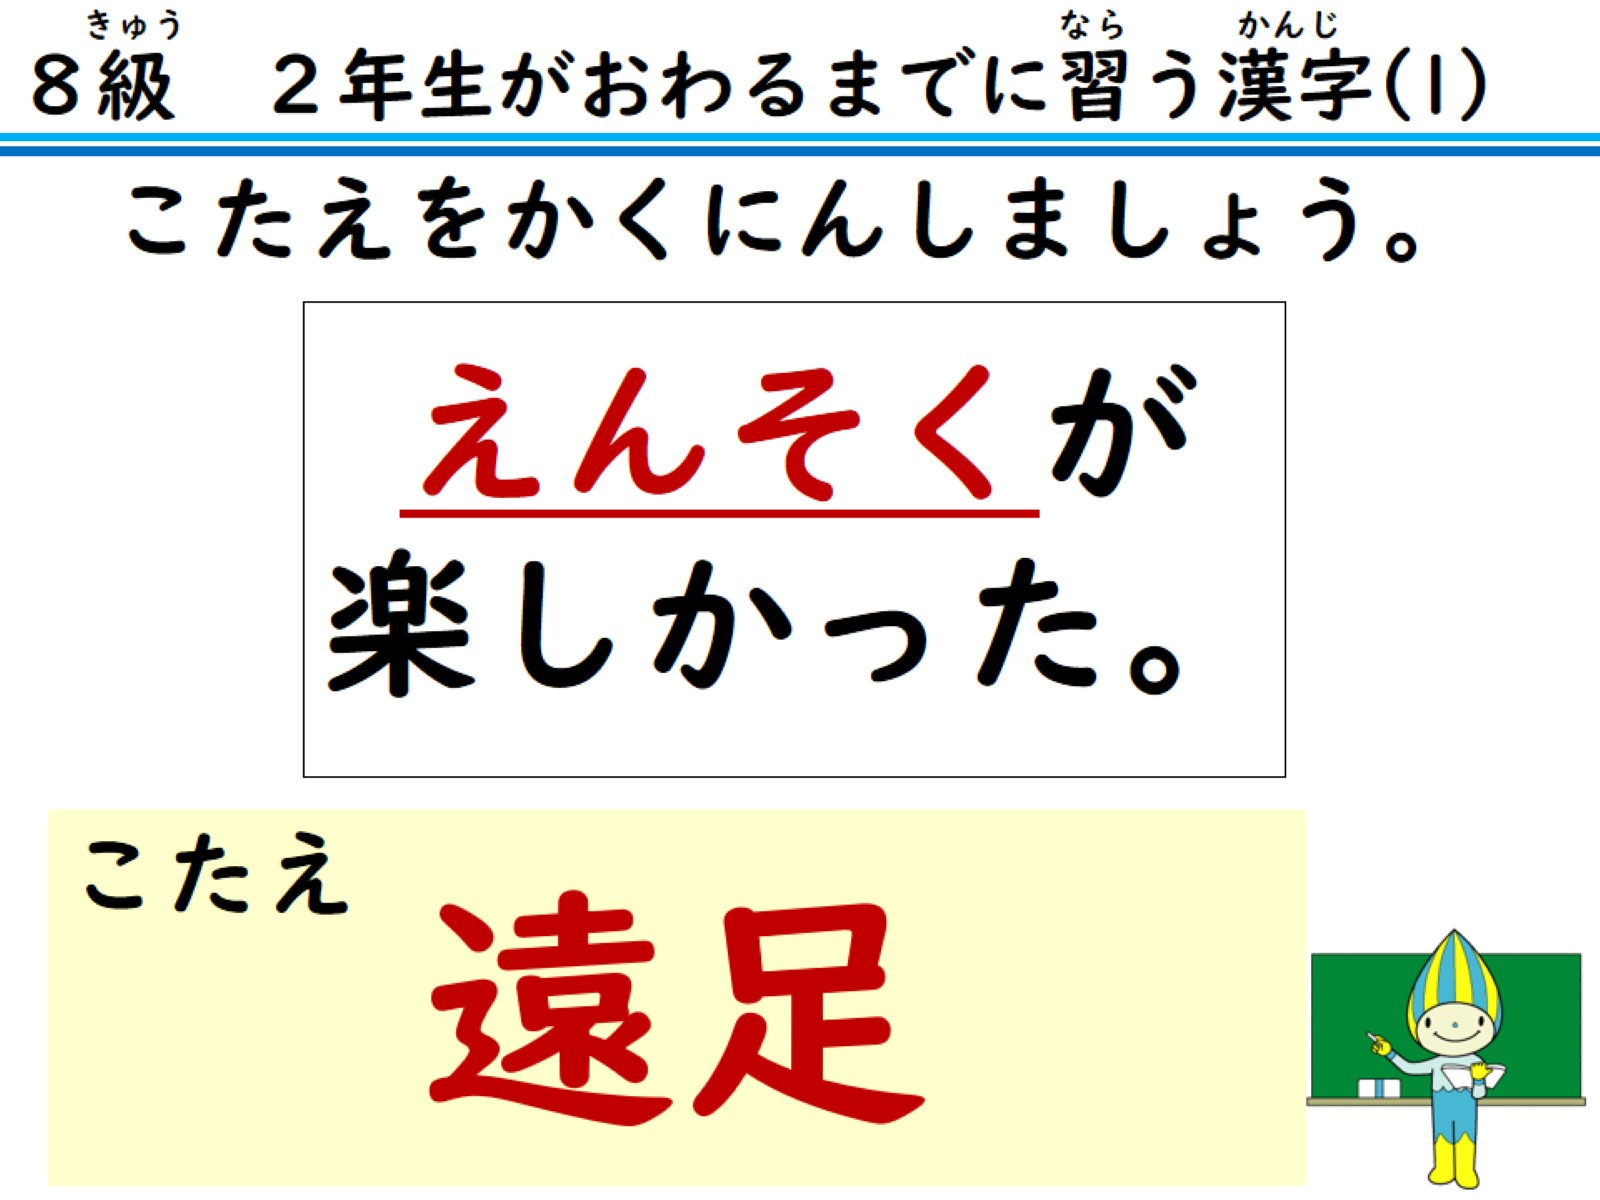 きゅう なら かんじ
8級 2年生がおわるまでに習う漢字(1)
こたえをかくにんしましょう。
えんそくが
楽しかった。
こたえ
遠足